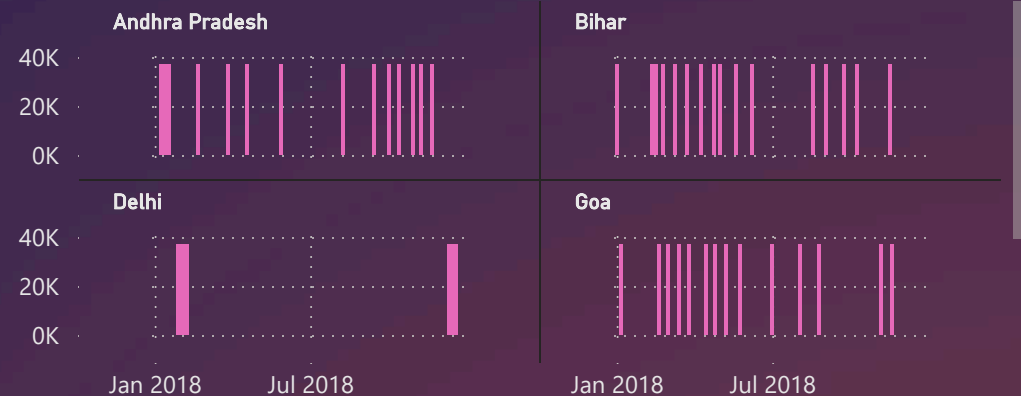 Andhra Pradesh
Bihar
40K
20K
0K
Delhi
Goa
40K
20K
0K
Jan 2018
Jul 2018
Jan 2018
Jul 2018